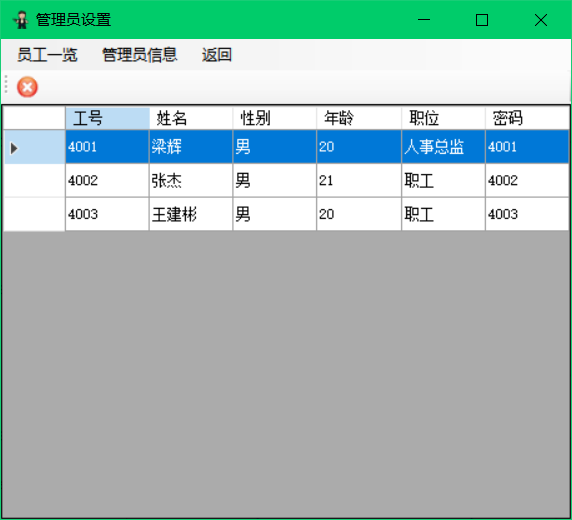 管理员设置
员工一览 管理员信息 返回
工号 姓名 性别 年龄 职位 密码
4001 梁辉 男 20 人事总监 4001
4002 张杰 男 21 职工 4002
4003 王建彬 男 20 职工 4003